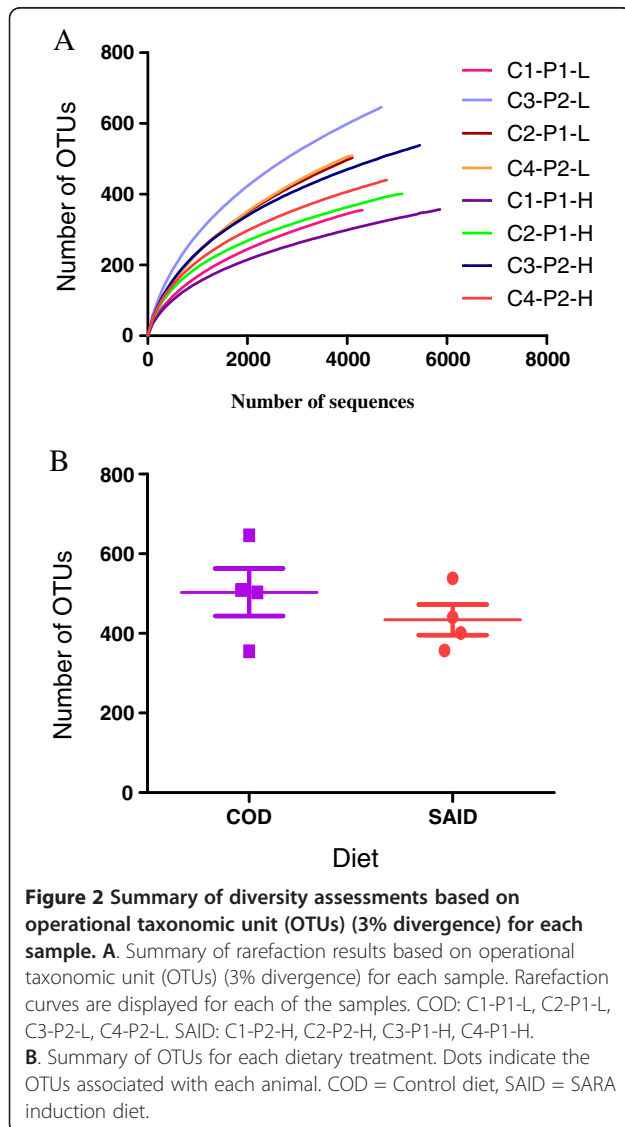 A
800
600
400
200
0
Number of OTUs
0 2000 4000 6000 8000
Number of sequences
C1-P1-L
C3-P2-L
C2-P1-L
C4-P2-L
C1-P1-H
C2-P1-H
C3-P2-H
C4-P2-H
B
800
600
400
200
0
Number of OTUs
COD SAID
Diet
Figure 2 Summary of diversity assessments based on
operational taxonomic unit (OTUs) (3% divergence) for each
sample. A. Summary of rarefaction results based on operational
taxonomic unit (OTUs) (3% divergence) for each sample. Rarefaction
curves are displayed for each of the samples. COD: C1-P1-L, C2-P1-L,
C3-P2-L, C4-P2-L. SAID: C1-P2-H, C2-P2-H, C3-P1-H, C4-P1-H.
B. Summary of OTUs for each dietary treatment. Dots indicate the
OTUs associated with each animal. COD = Control diet, SAID = SARA
induction diet.